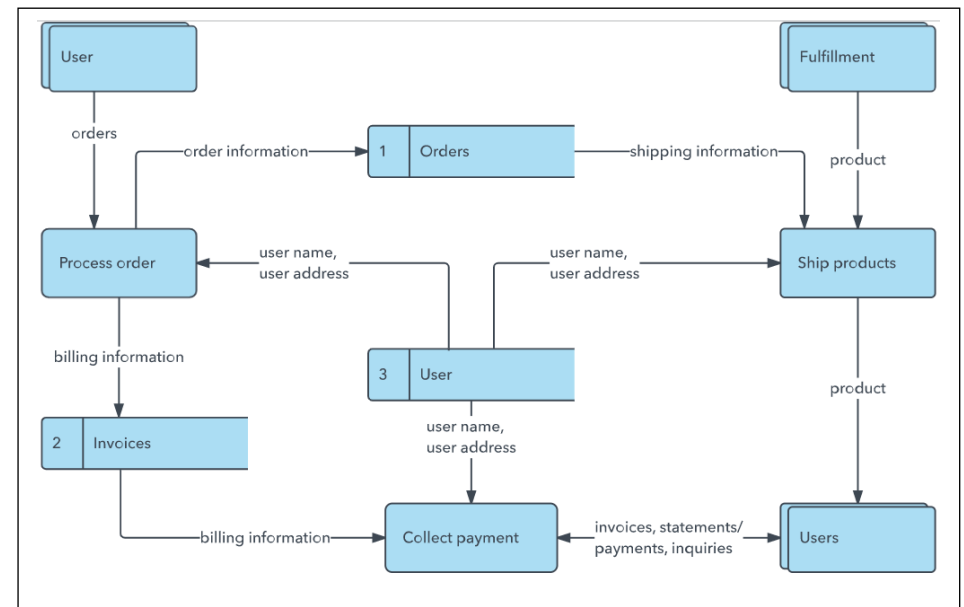 User
Fulfillment
orders
order information
1 Orders
shipping information
product
Process order
user name,
user address
user name,
user address
Ship products
billing information
3 User
product
2 Invoices
user name,
user address
billing information
Collect payment
invoices, statements/
payments, inquiries
Users